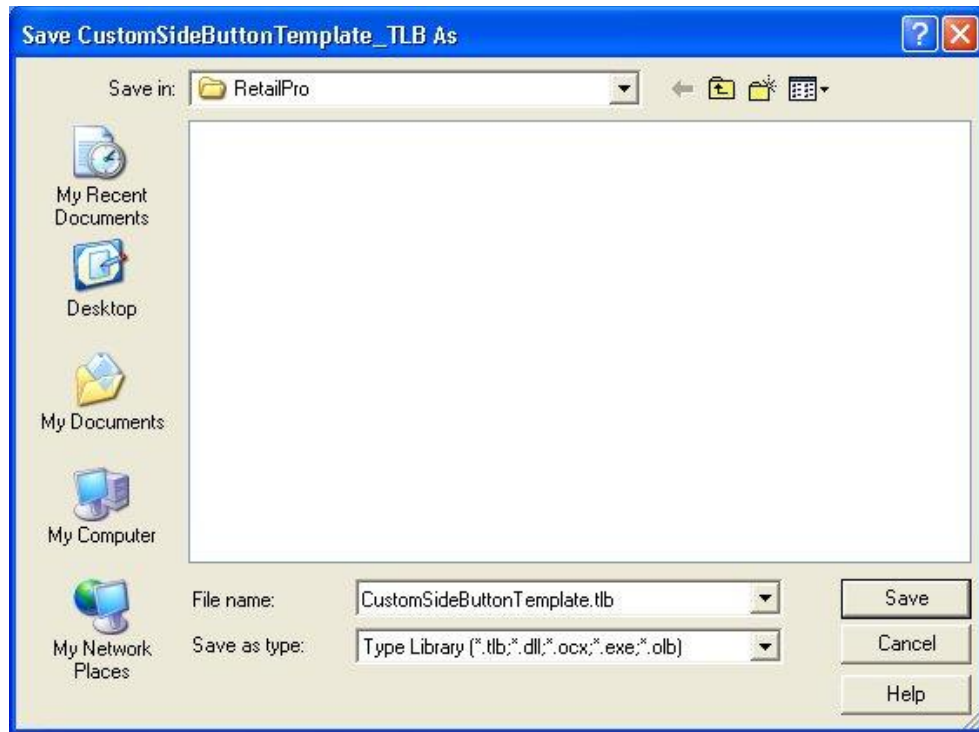 Save CustomSideButtonTemplate_TLB As
Save in:
RetailPro
My Recent
Documents
Desktop
My Documents
My Computer
My Network
Places
File name:
CustomSideButtonTemplate.tlb
Save
Save as type:
Type Library (*.tlb;*.dll;*.ocx;*.exe;*.olb)
Cancel
Help